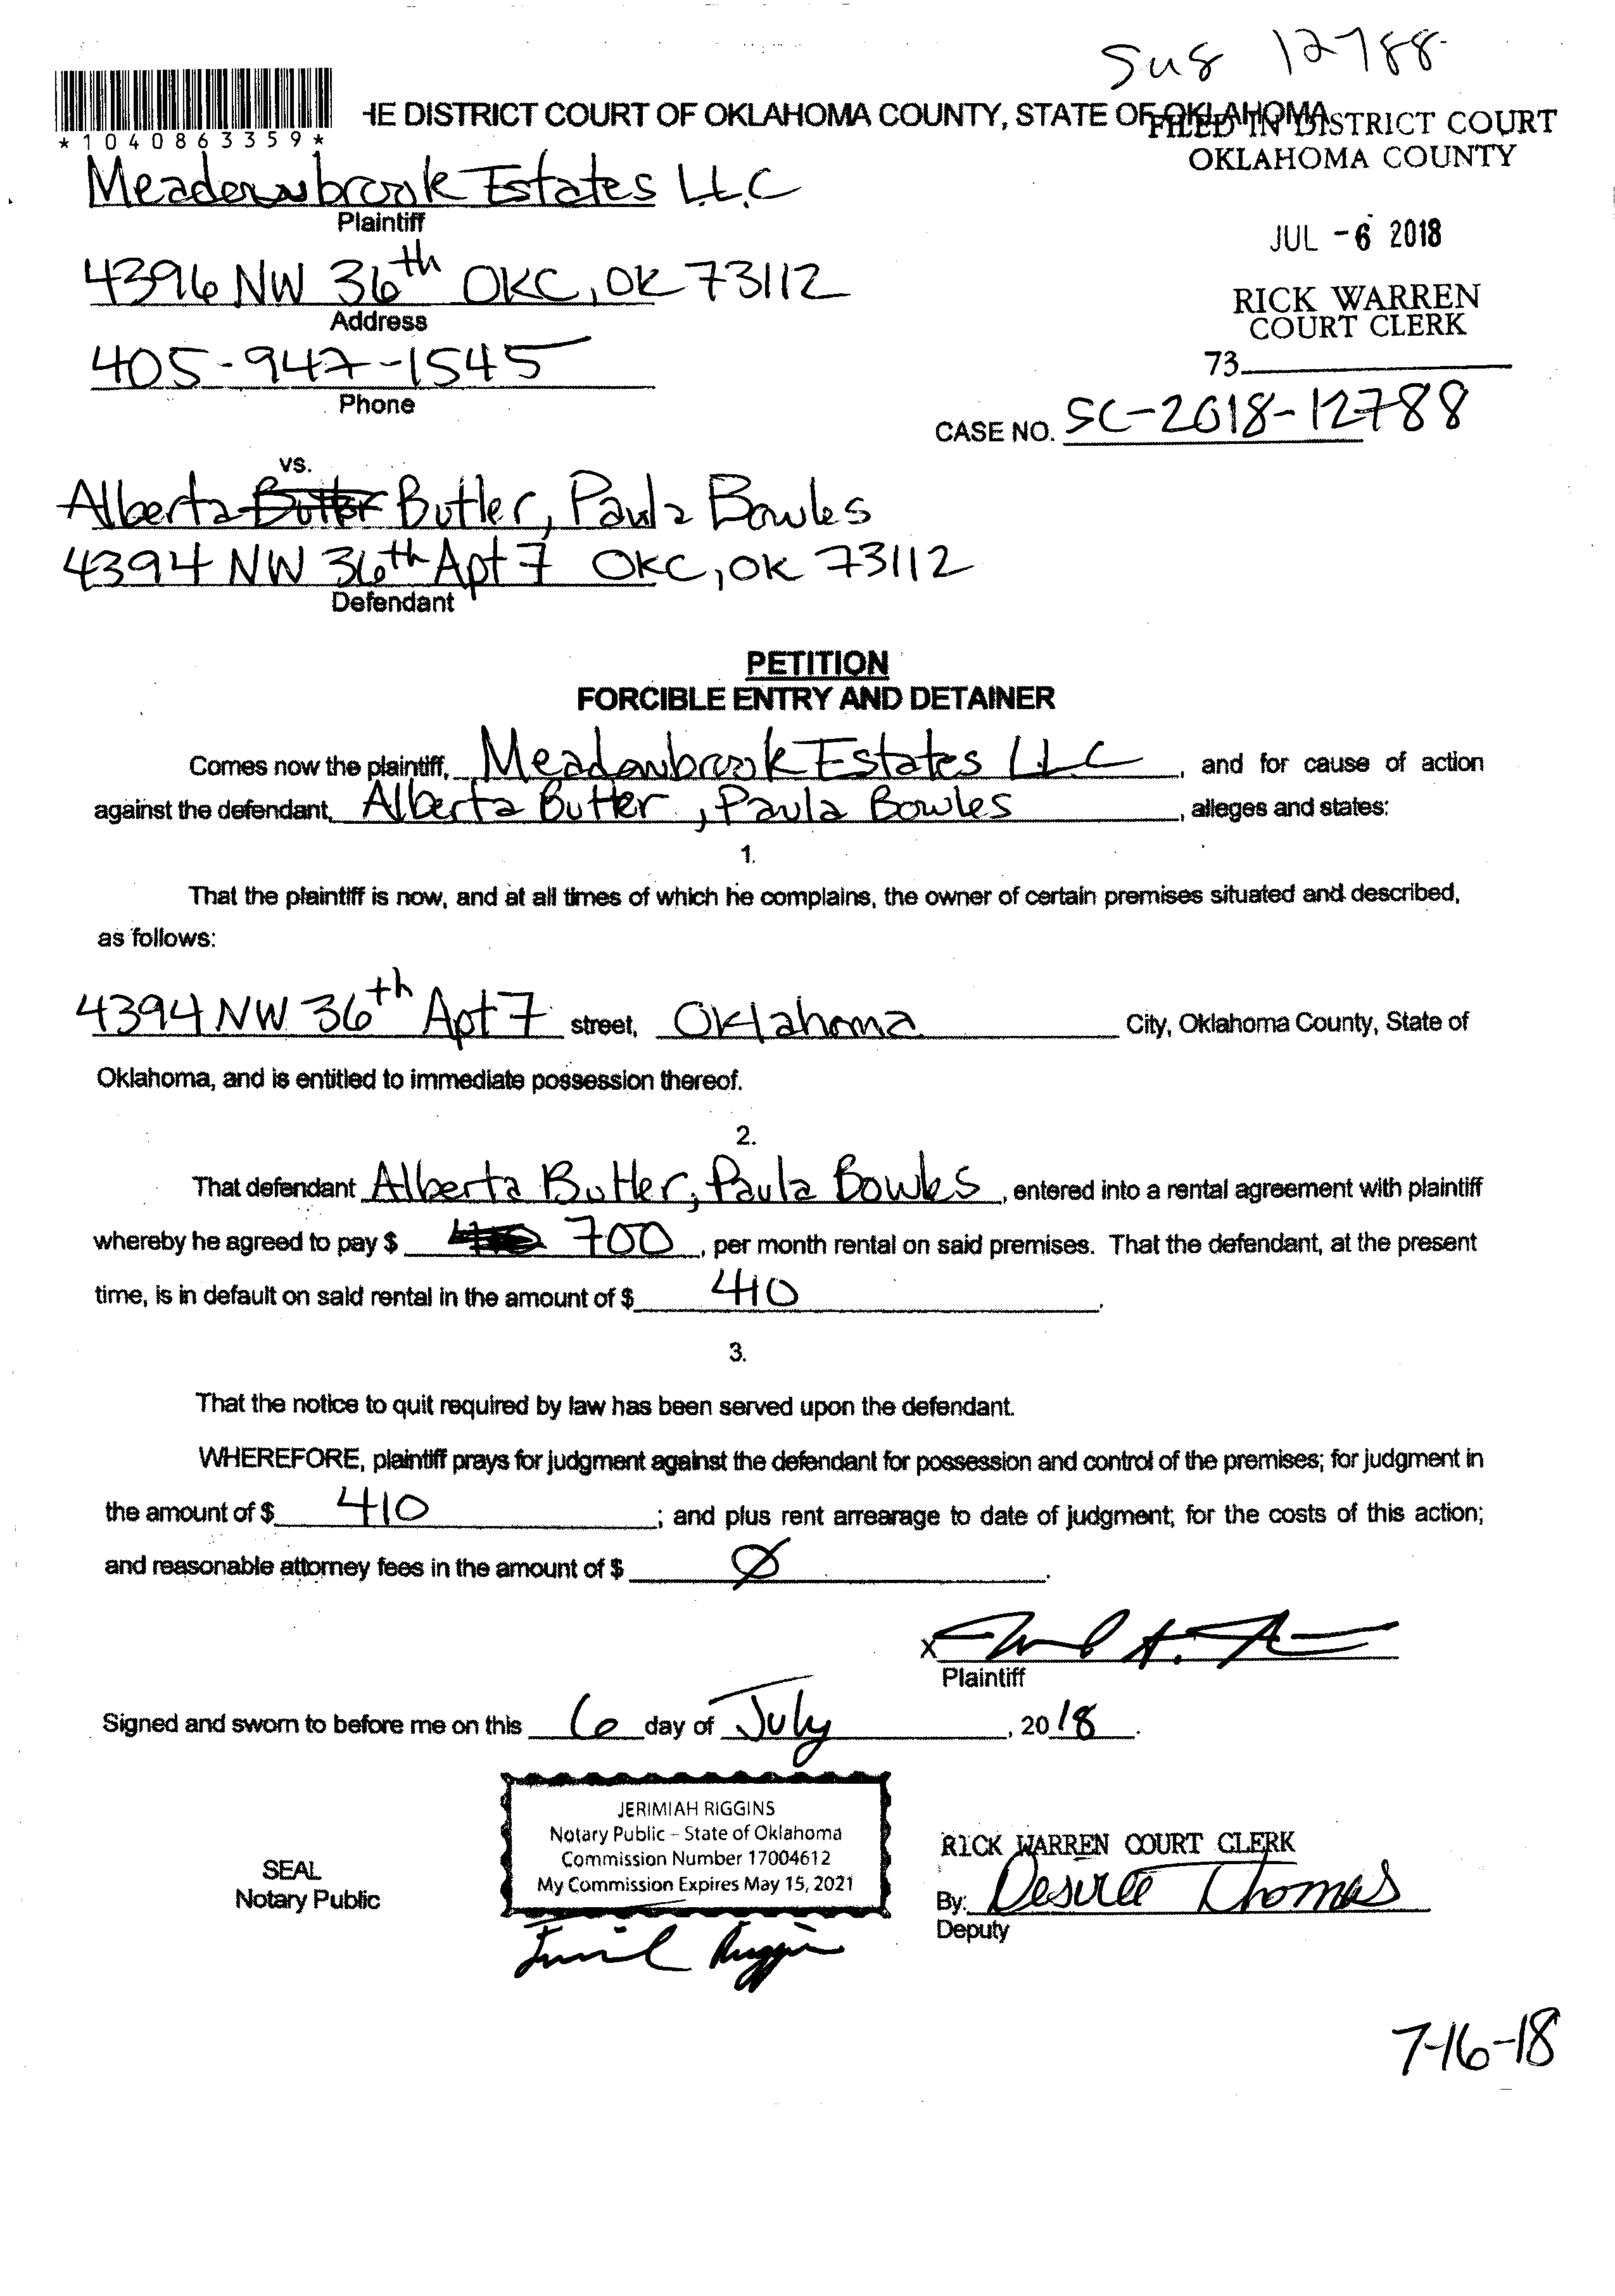 Sus 12788
HE DISTRICT COURT OF OKLAHOMA COUNTY, STATE OF OKLAHOMA
FILED IN DISTRICT COURT
OKLAHOMA COUNTY
*1040863359*
Meadowbrook Estates LLC
Plaintiff
JUL -6 2018
4396 NW 36th OKC, OK 73112
Address
RICK WARREN
COURT CLERK
405-947-1545
Phone
73
CASE NO. SC-2018-12788
VS.
Alberta Butler, Paula Bowles
4394 NW 36th Apt 7 OKC, OK 73112
Defendant
PETITION
FORCIBLE ENTRY AND DETAINER
Comes now the plaintiff, Meadowbrook Estates LLC, and for cause of action
against the defendant, Alberta Butler, Paula Bowles, alleges and states:
1.
That the plaintiff is now, and at all times of which he complains, the owner of certain premises situated and described,
as follows:
4394 NW 36th Apt 7 street, Oklahoma City, Oklahoma County, State of
Oklahoma, and is entitled to immediate possession thereof.
2.
That defendant Alberta Butler, Paula Bowles, entered into a rental agreement with plaintiff
whereby he agreed to pay $ 700, per month rental on said premises. That the defendant, at the present
time, is in default on said rental in the amount of $ 410.
3.
That the notice to quit required by law has been served upon the defendant.
WHEREFORE, plaintiff prays for judgment against the defendant for possession and control of the premises; for judgment in
the amount of $ 410; and plus rent arrearage to date of judgment; for the costs of this action;
and reasonable attorney fees in the amount of $ Ø.
X
Plaintiff
Signed and sworn to before me on this 6 day of July, 2018.
JERIMIAH RIGGINS
Notary Public – State of Oklahoma
Commission Number 17004612
My Commission Expires May 15, 2021
SEAL
Notary Public
RICK WARREN COURT CLERK
By: Desiree Thomas
Deputy
7-16-18